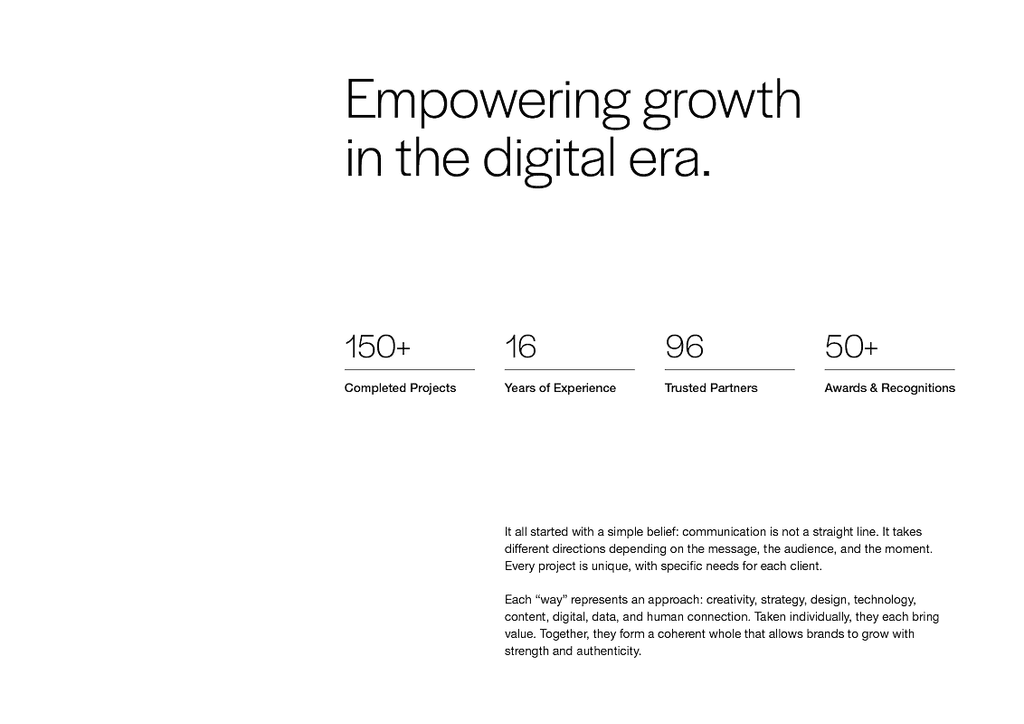 Empowering growth
in the digital era.
150+
Completed Projects
16
Years of Experience
96
Trusted Partners
50+
Awards & Recognitions
It all started with a simple belief: communication is not a straight line. It takes
different directions depending on the message, the audience, and the moment.
Every project is unique, with specific needs for each client.
Each “way” represents an approach: creativity, strategy, design, technology,
content, digital, data, and human connection. Taken individually, they each bring
value. Together, they form a coherent whole that allows brands to grow with
strength and authenticity.